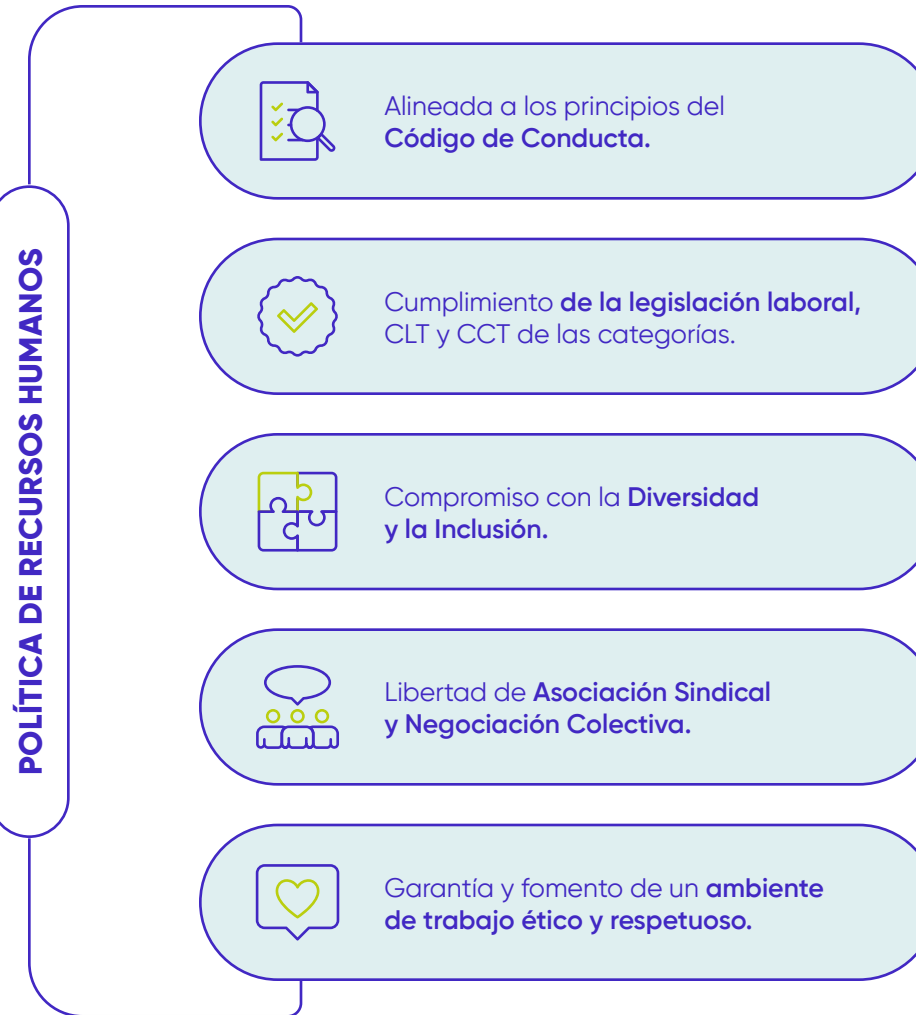 POLÍTICA DE RECURSOS HUMANOS
Alineada a los principios del
Código de Conducta.
Cumplimiento de la legislación laboral,
CLT y CCT de las categorías.
Compromiso con la Diversidad
y la Inclusión.
Libertad de Asociación Sindical
y Negociación Colectiva.
Garantía y fomento de un ambiente
de trabajo ético y respetuoso.